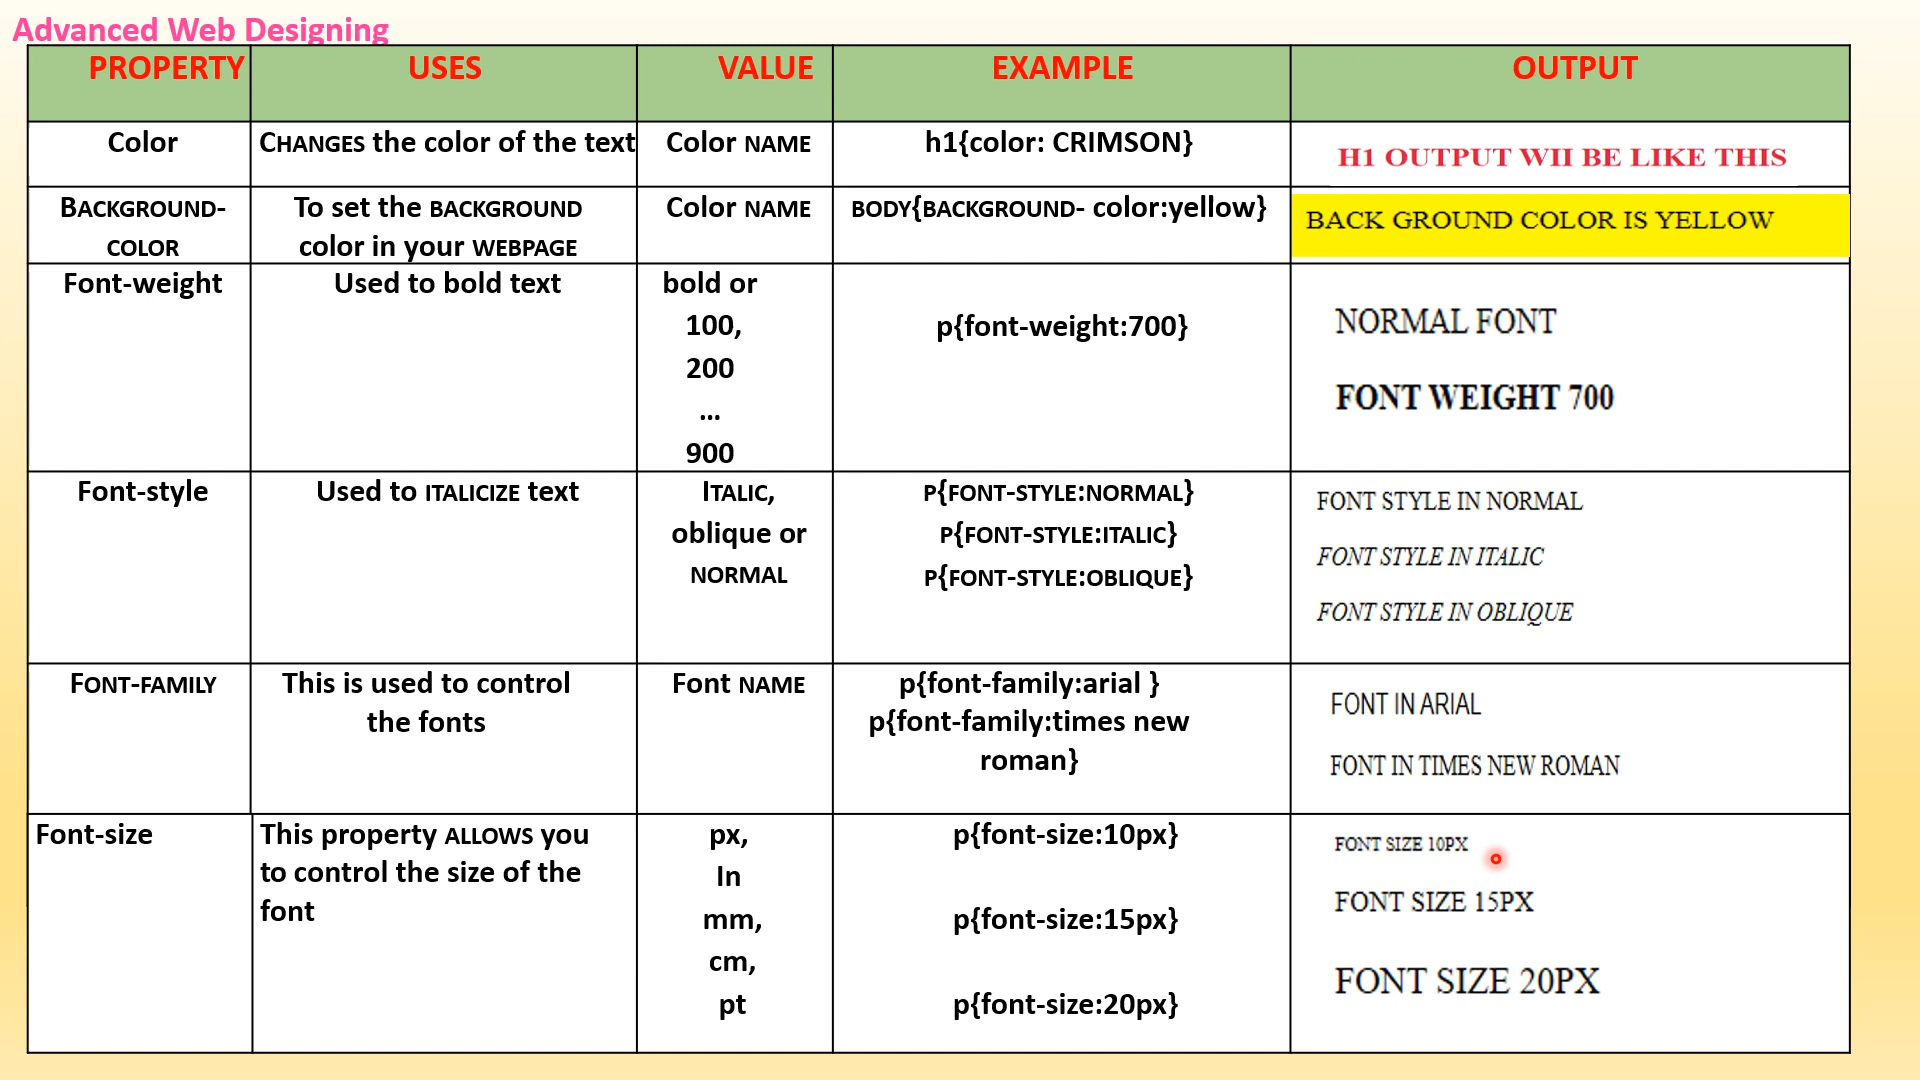 Advanced Web Designing
PROPERTY USES VALUE EXAMPLE OUTPUT
Color CHANGES the color of the text Color NAME h1{color: CRIMSON} H1 OUTPUT WII BE LIKE THIS
BACKGROUND- To set the BACKGROUND Color NAME BODY{BACKGROUND- color:yellow} BACK GROUND COLOR IS YELLOW
COLOR color in your WEBPAGE
Font-weight Used to bold text bold or
100, p{font-weight:700} NORMAL FONT
200
... FONT WEIGHT 700
900
Font-style Used to ITALICIZE text ITALIC, P{FONT-STYLE:NORMAL} FONT STYLE IN NORMAL
oblique or P{FONT-STYLE:ITALIC} FONT STYLE IN ITALIC
NORMAL P{FONT-STYLE:OBLIQUE} FONT STYLE IN OBLIQUE
FONT-FAMILY This is used to control Font NAME p{font-family:arial } FONT IN ARIAL
the fonts p{font-family:times new
roman} FONT IN TIMES NEW ROMAN
Font-size This property ALLOWS you px, p{font-size:10px} FONT SIZE 10PX
to control the size of the In
font mm, p{font-size:15px} FONT SIZE 15PX
cm,
pt p{font-size:20px} FONT SIZE 20PX